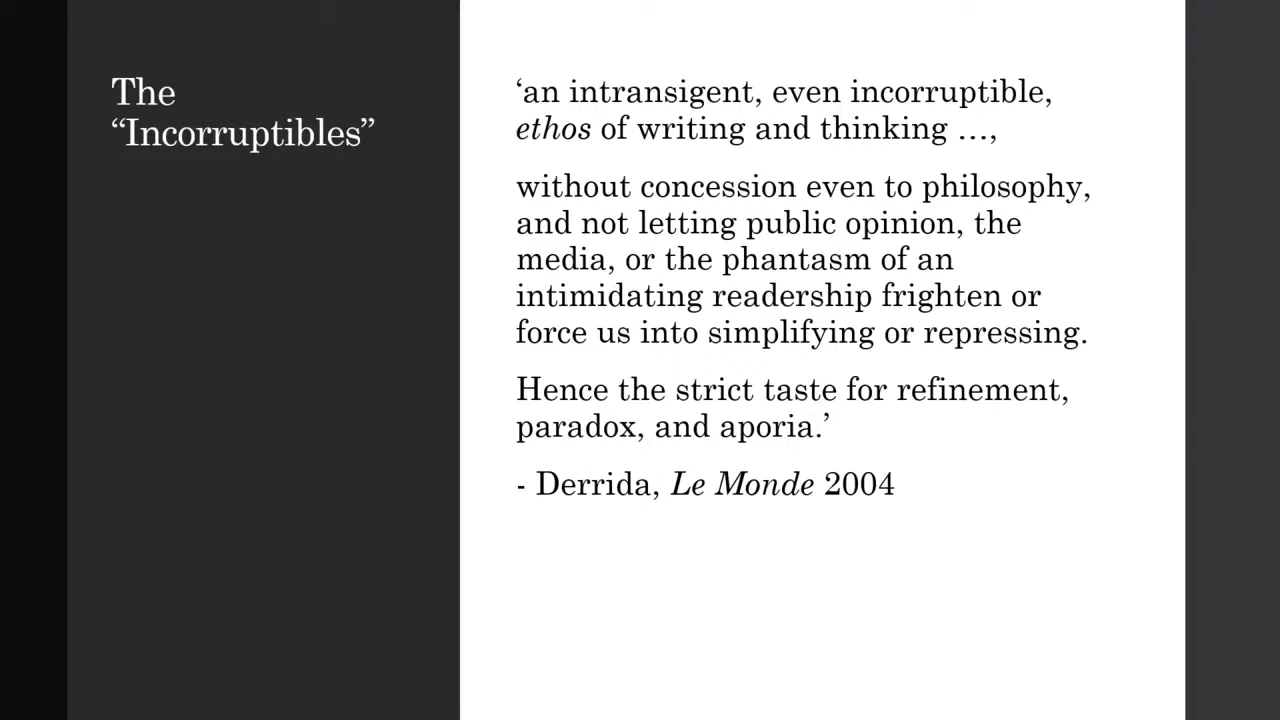 The
“Incorruptibles”
‘an intransigent, even incorruptible,
ethos of writing and thinking …,
without concession even to philosophy,
and not letting public opinion, the
media, or the phantasm of an
intimidating readership frighten or
force us into simplifying or repressing.
Hence the strict taste for refinement,
paradox, and aporia.’
- Derrida, Le Monde 2004